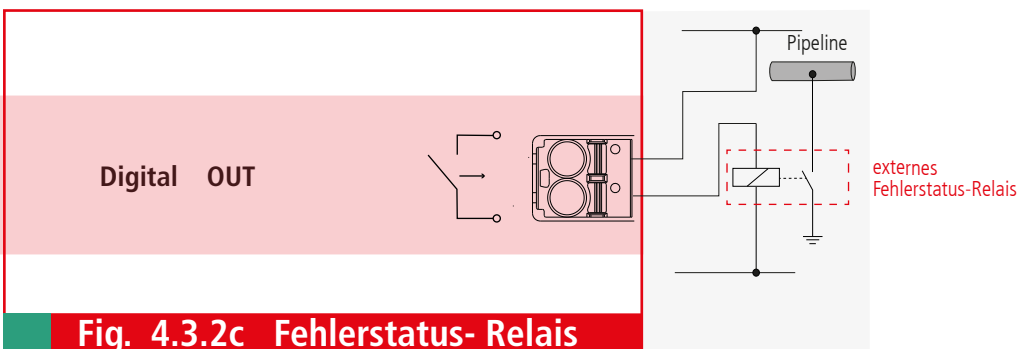 Pipeline
Digital OUT
externes
Fehlerstatus-Relais
Fig. 4.3.2c Fehlerstatus- Relais